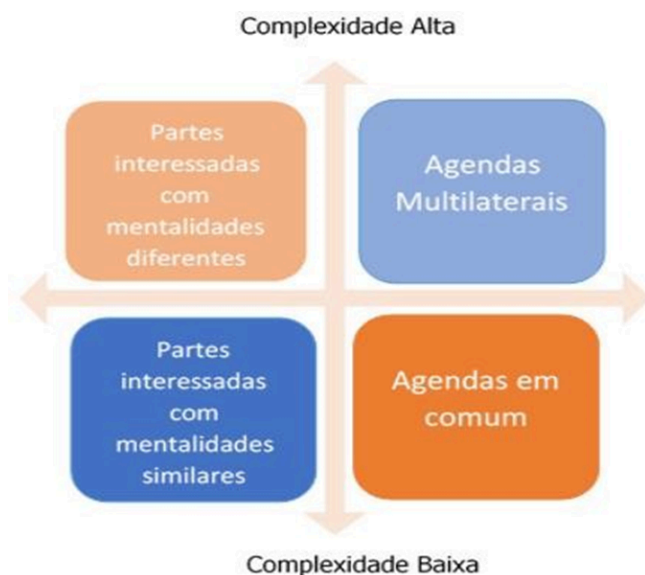 Complexidade Alta
Partes
interessadas
com
mentalidades
diferentes
Agendas
Multilaterais
Partes
interessadas
com
mentalidades
similares
Agendas em
comum
Complexidade Baixa